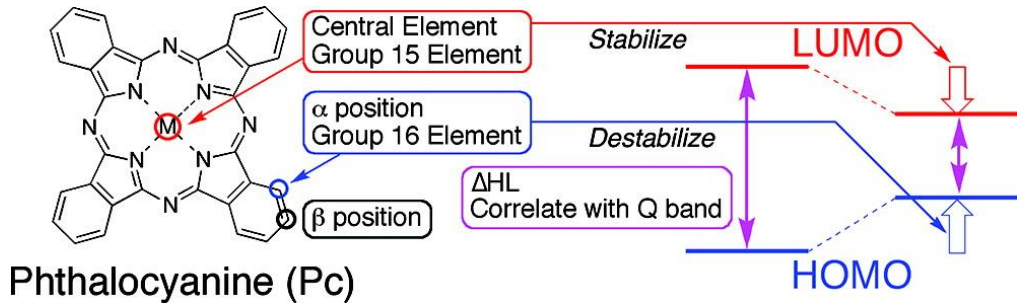 N
N
N
N
N
M
N
N
N
Phthalocyanine (Pc)
Central Element
Group 15 Element
α position
Group 16 Element
β position
Stabilize
Destabilize
ΔHL
Correlate with Q band
LUMO
HOMO